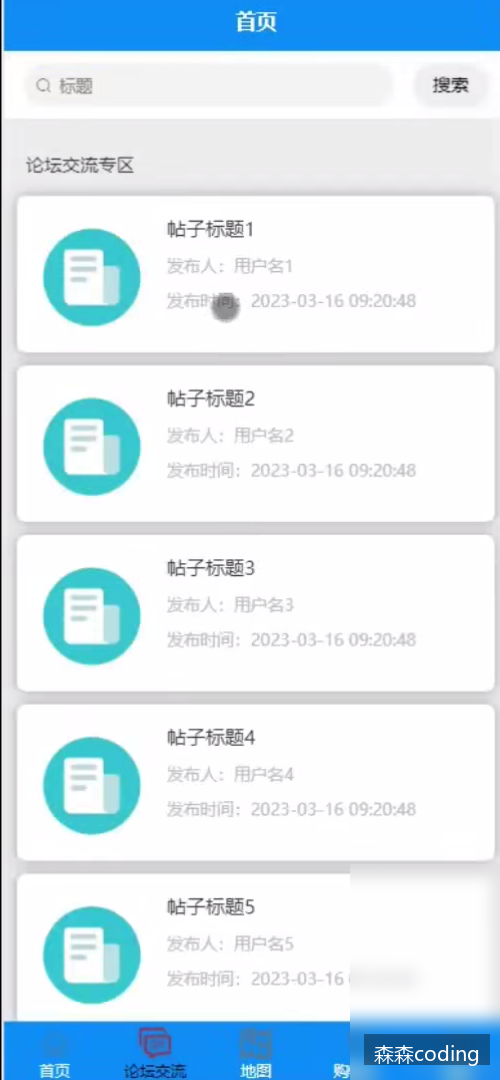 首页
标题
搜索
论坛交流专区
帖子标题1
发布人：用户名1
发布时间：2023-03-16 09:20:48
帖子标题2
发布人：用户名2
发布时间：2023-03-16 09:20:48
帖子标题3
发布人：用户名3
发布时间：2023-03-16 09:20:48
帖子标题4
发布人：用户名4
发布时间：2023-03-16 09:20:48
帖子标题5
发布人：用户名5
发布时间：2023-03-16
首页
论坛交流
地图
购
森森coding